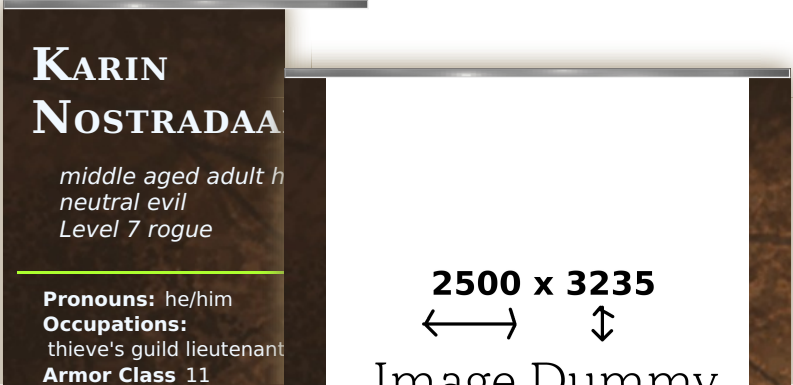 KARIN
middle aged adult
neutral evil
Level 7 rogue
Pronouns: he/him
Occupations:
thieve's guild lieutenant
Armor Class 11
2500 x 3235
Image Dummy